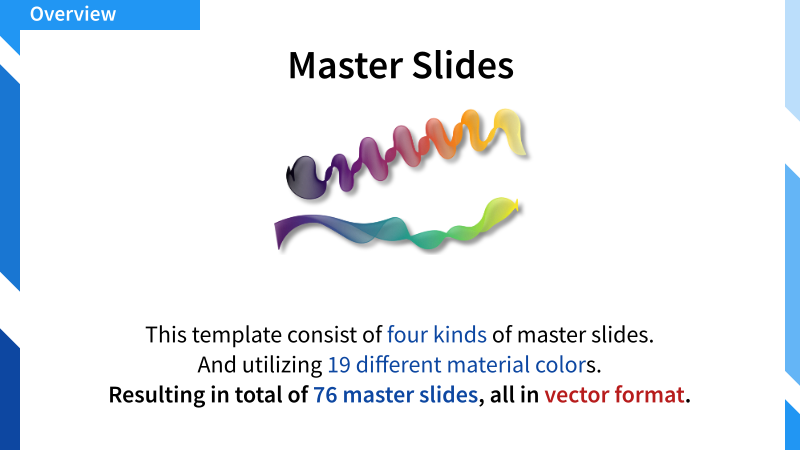 Overview
Master Slides
This template consist of four kinds of master slides.
And utilizing 19 different material colors.
Resulting in total of 76 master slides, all in vector format.